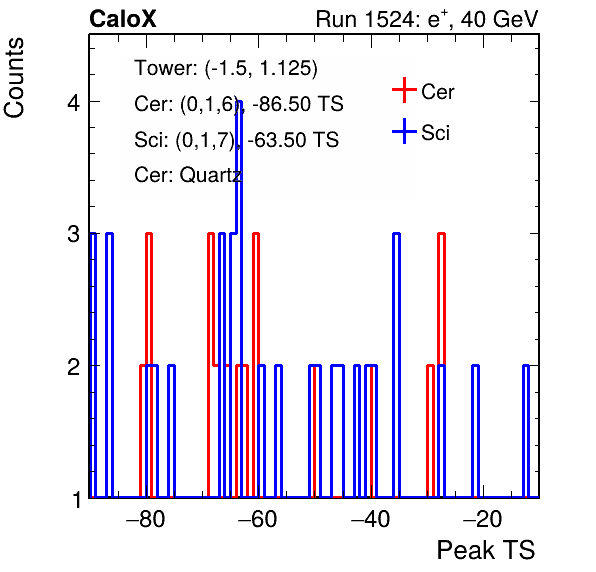 CaloX Run 1524: e+, 40 GeV
Counts
Tower: (-1.5, 1.125)
Cer: (0,1,6), -86.50 TS
Sci: (0,1,7), -63.50 TS
Cer: Quartz
Cer
Sci
4
3
2
1
−80 −60 −40 −20
Peak TS